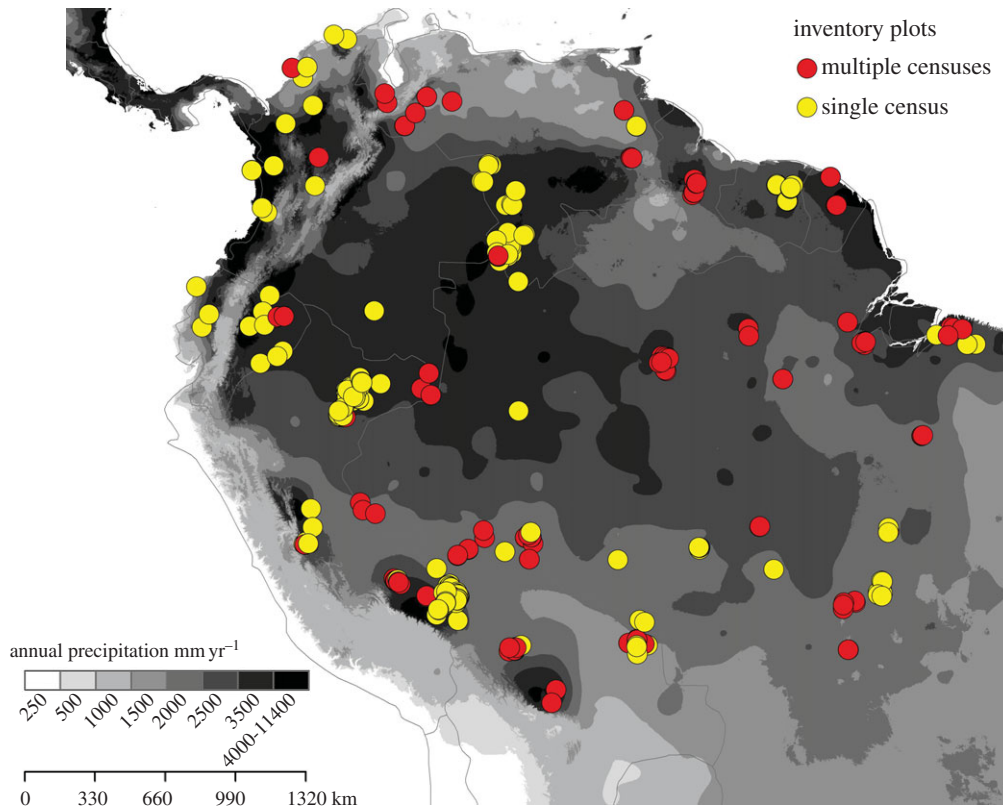 inventory plots
multiple censuses
single census
annual precipitation mm yr⁻¹
250 500 1000 1500 2000 2500 3500 4000-11400
0 330 660 990 1320 km